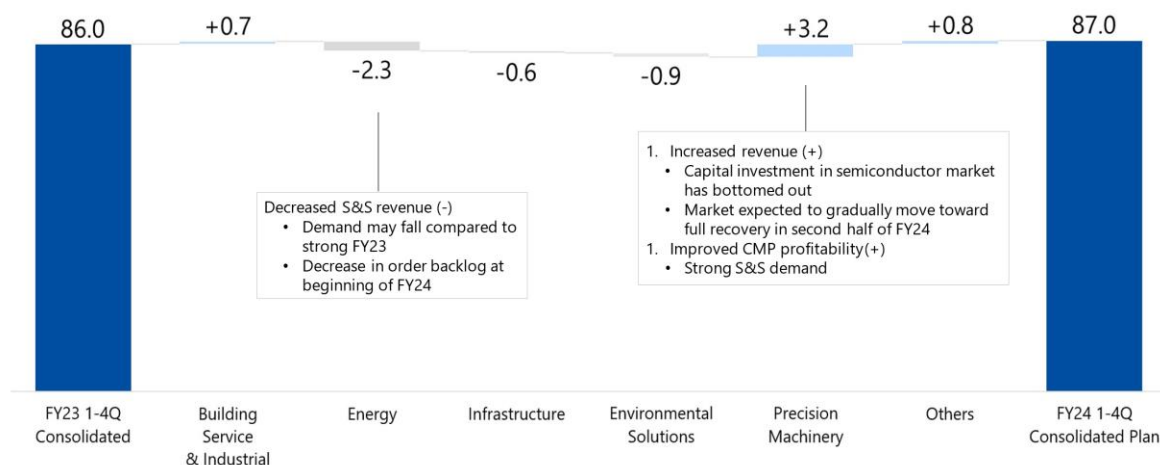 86.0
+0.7
-2.3
-0.6
-0.9
+3.2
+0.8
87.0
Decreased S&S revenue (-)
• Demand may fall compared to
strong FY23
• Decrease in order backlog at
beginning of FY24
1. Increased revenue (+)
• Capital investment in semiconductor market
has bottomed out
• Market expected to gradually move toward
full recovery in second half of FY24
1. Improved CMP profitability(+)
• Strong S&S demand
FY23 1-4Q
Consolidated
Building
Service
& Industrial
Energy
Infrastructure
Environmental
Solutions
Precision
Machinery
Others
FY24 1-4Q
Consolidated Plan